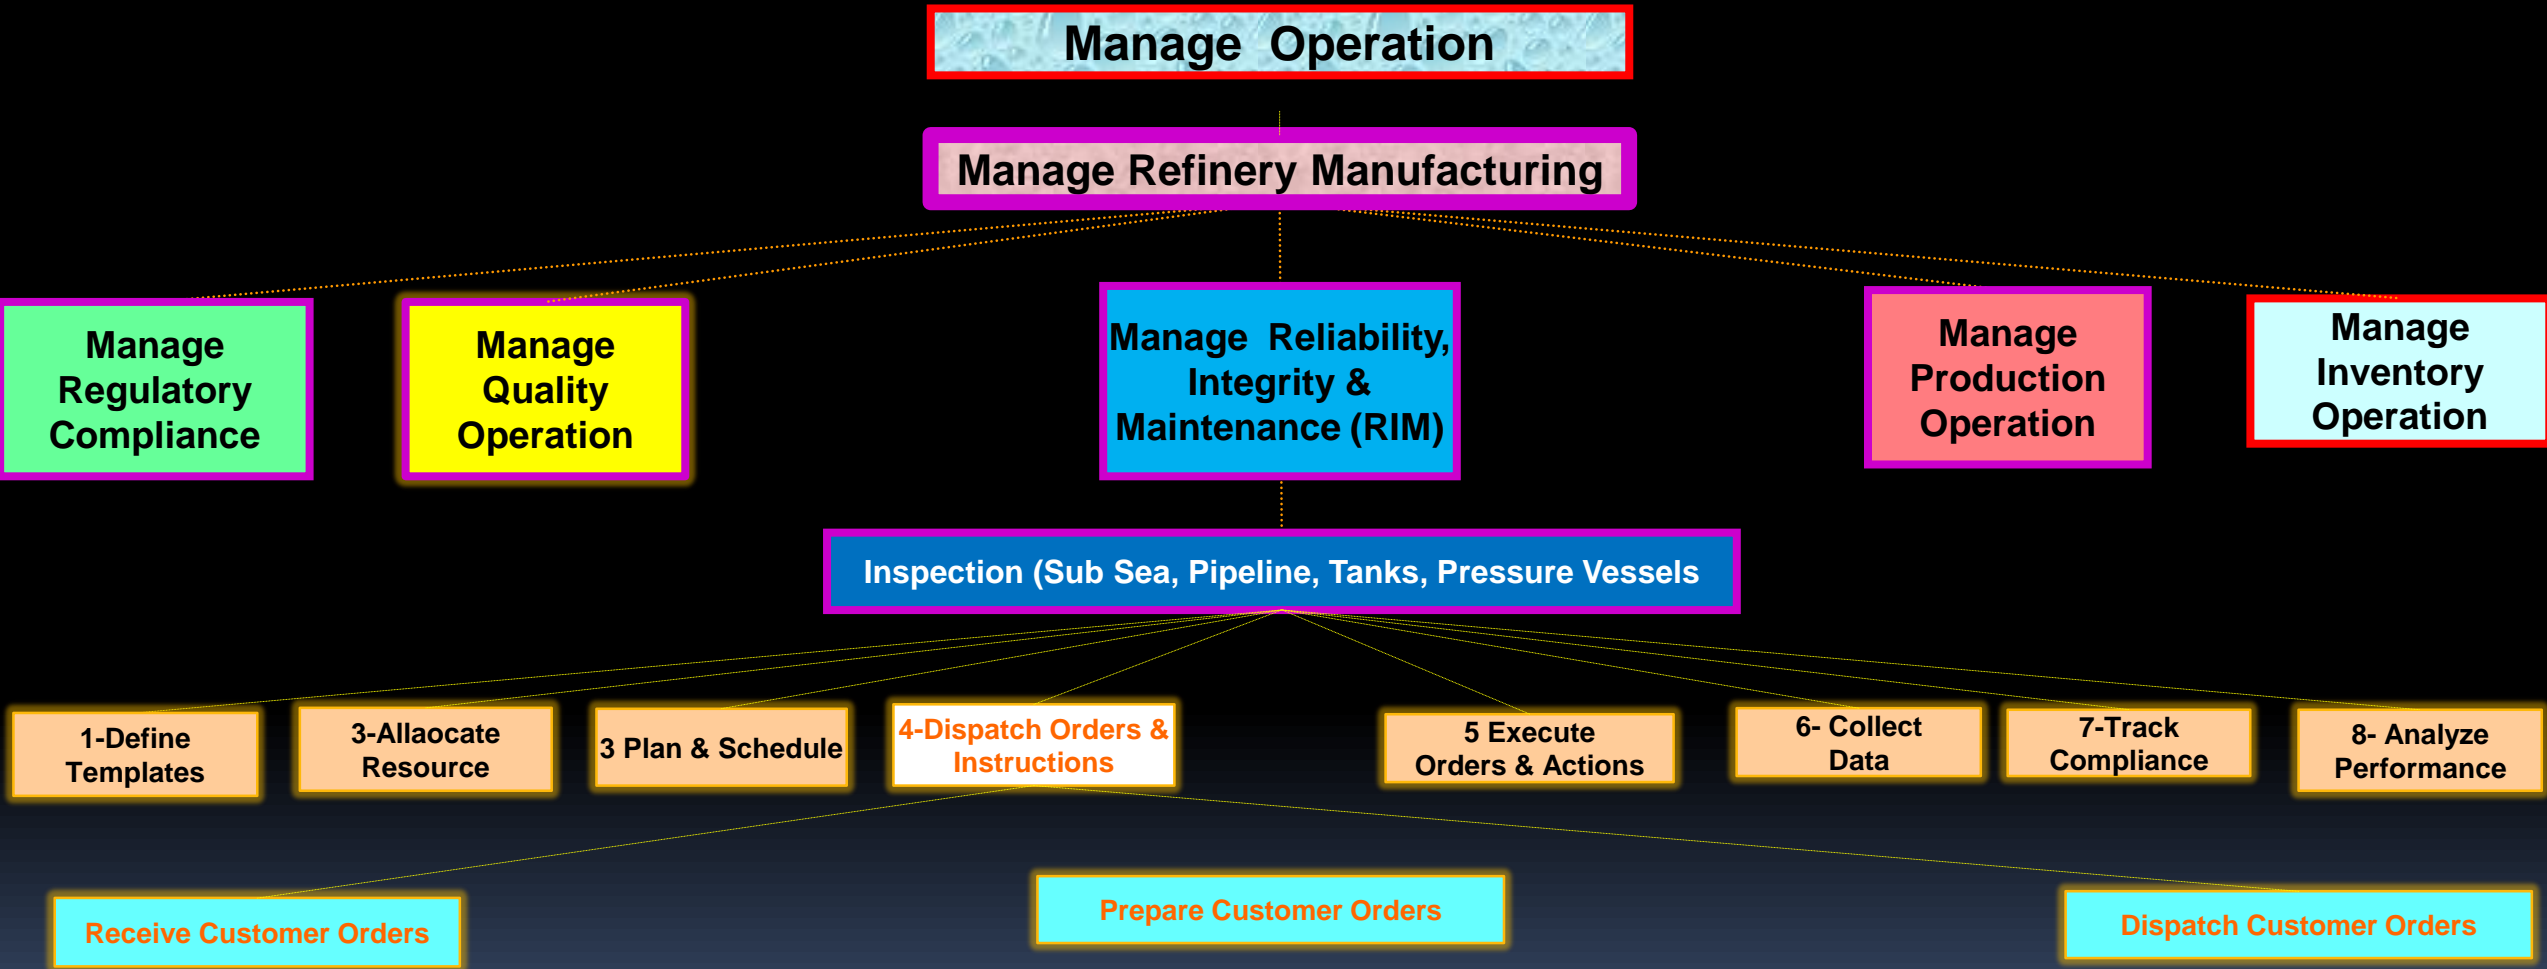 Manage  Operation
Manage Refinery Manufacturing
Manage
Regulatory
Compliance
Manage
Quality
Operation
Manage  Reliability,
Integrity &
Maintenance (RIM)
Manage
Production
Operation
Manage
Inventory
Operation
Inspection (Sub Sea, Pipeline, Tanks, Pressure Vessels
1-Define
Templates
3-Allaocate
Resource
3 Plan & Schedule
4-Dispatch Orders &
Instructions
5 Execute
Orders & Actions
6- Collect
Data
7-Track
Compliance
8- Analyze
Performance
Receive Customer Orders
Prepare Customer Orders
Dispatch Customer Orders